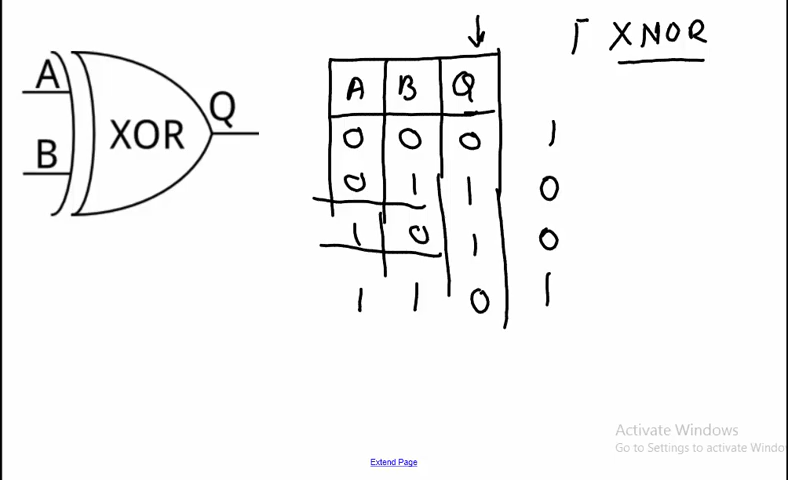 XNOR
A
B
XOR
Q
A B Q
0 0 0 1
0 1 1 0
1 0 1 0
1 1 0 1
Activate Windows
Go to Settings to activate Windo
Extend Page